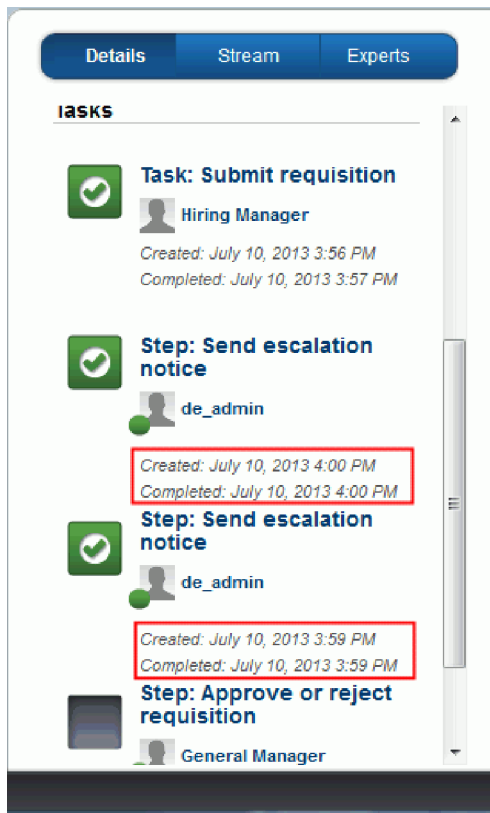 Details Stream Experts
Tasks
Task: Submit requisition
Hiring Manager
Created: July 10, 2013 3:56 PM
Completed: July 10, 2013 3:57 PM
Step: Send escalation
notice
de_admin
Created: July 10, 2013 4:00 PM
Completed: July 10, 2013 4:00 PM
Step: Send escalation
notice
de_admin
Created: July 10, 2013 3:59 PM
Completed: July 10, 2013 3:59 PM
Step: Approve or reject
requisition
General Manager